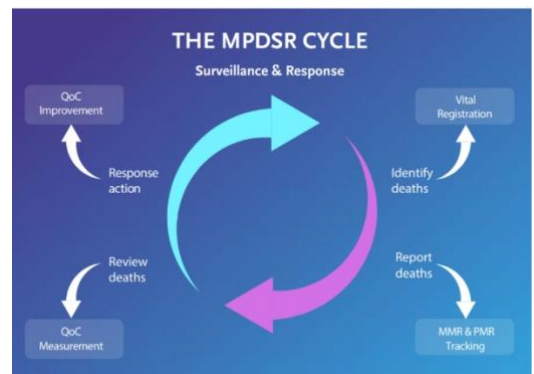 THE MPDSR CYCLE
Surveillance & Response
QoC
Improvement
Vital
Registration
Response
action
Identify
deaths
Review
deaths
Report
deaths
QoC
Measurement
MMR & PMR
Tracking